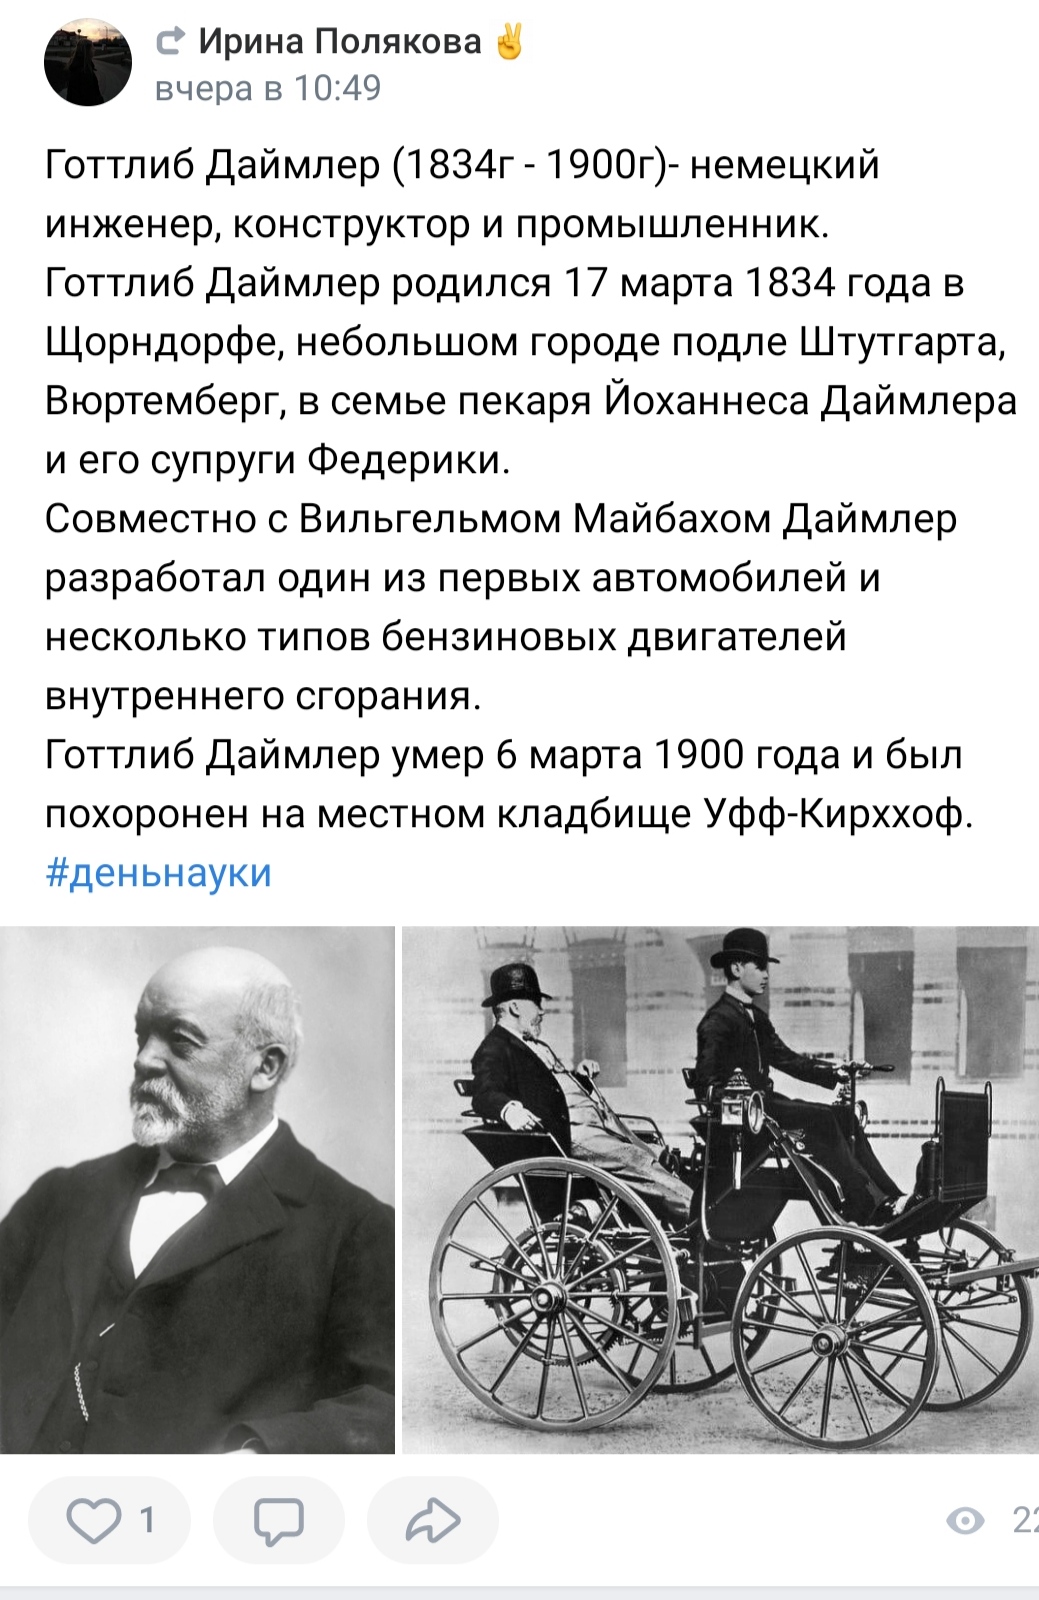 Ирина Полякова ✌️
вчера в 10:49
Готтлиб Даймлер (1834г - 1900г)- немецкий
инженер, конструктор и промышленник.
Готтлиб Даймлер родился 17 марта 1834 года в
Щорндорфе, небольшом городе подле Штутгарта,
Вюртемберг, в семье пекаря Йоханнеса Даймлера
и его супруги Федерики.
Совместно с Вильгельмом Майбахом Даймлер
разработал один из первых автомобилей и
несколько типов бензиновых двигателей
внутреннего сгорания.
Готтлиб Даймлер умер 6 марта 1900 года и был
похоронен на местном кладбище Уфф-Кирххоф.
#деньнауки
1